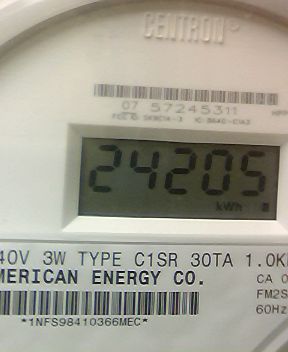 CENTRON®
07 57245311
24205
kWh
40V 3W TYPE C1SR 30TA 1.0K
MERICAN ENERGY CO.
CA 0
FM2S
60Hz
*1NFS98410366MEC*